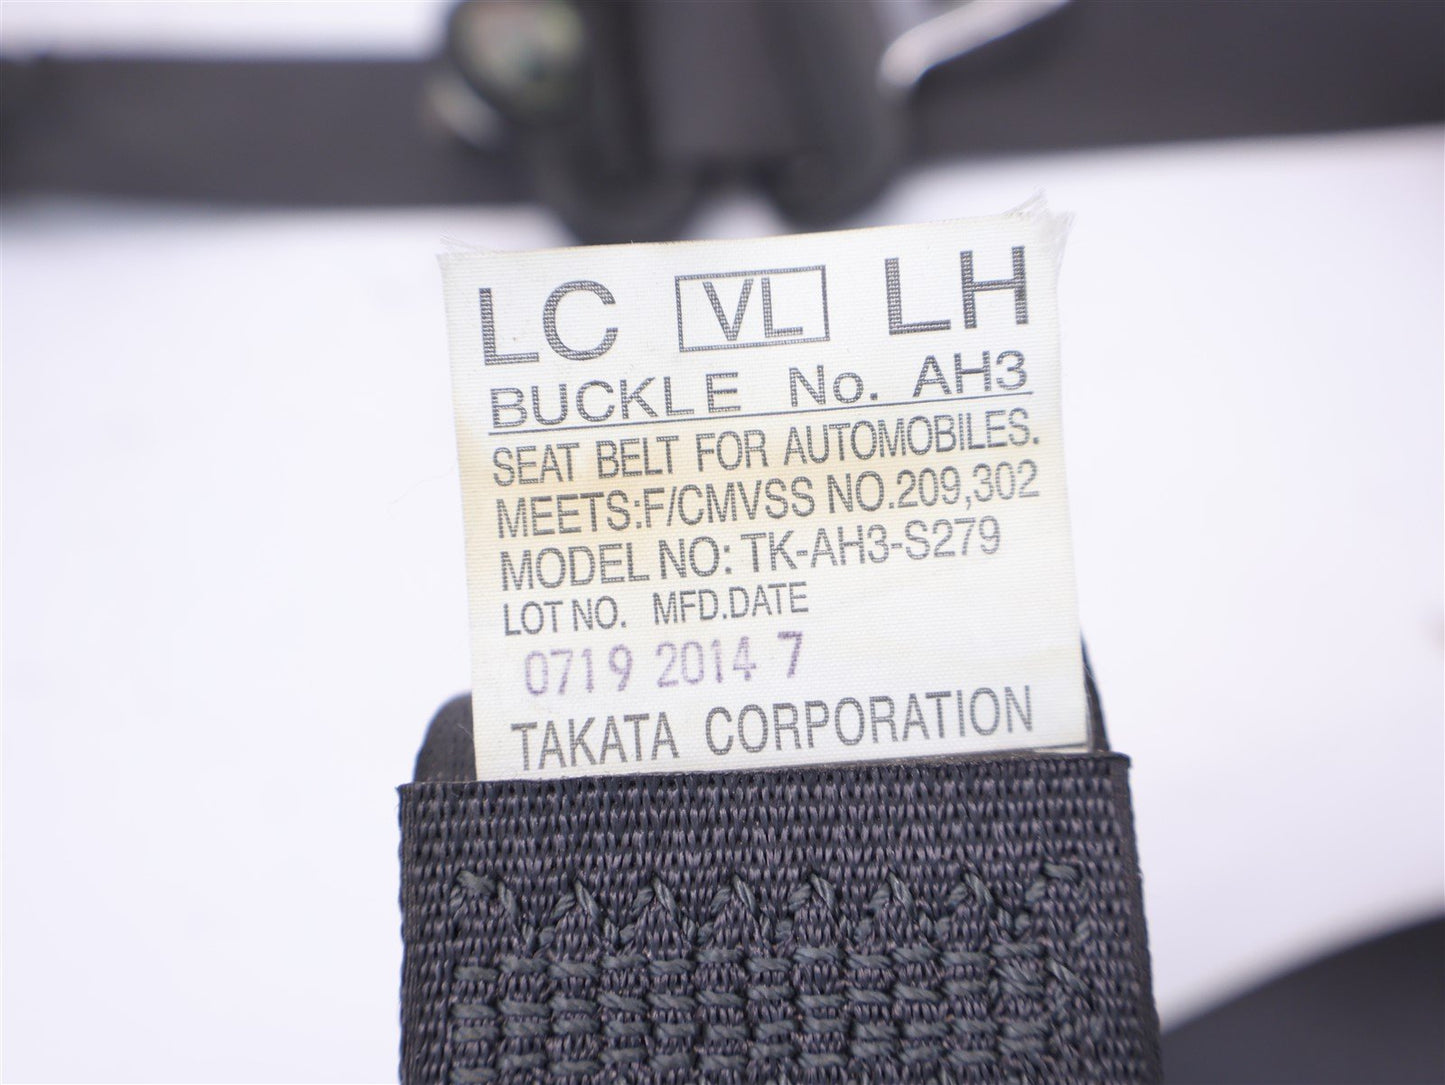 LC VL LH
BUCKLE No. AH3
SEAT BELT FOR AUTOMOBILES.
MEETS:F/CMVSS NO.209,302
MODEL NO: TK-AH3-S279
LOT NO. MFD.DATE
0719 2014 7
TAKATA CORPORATION